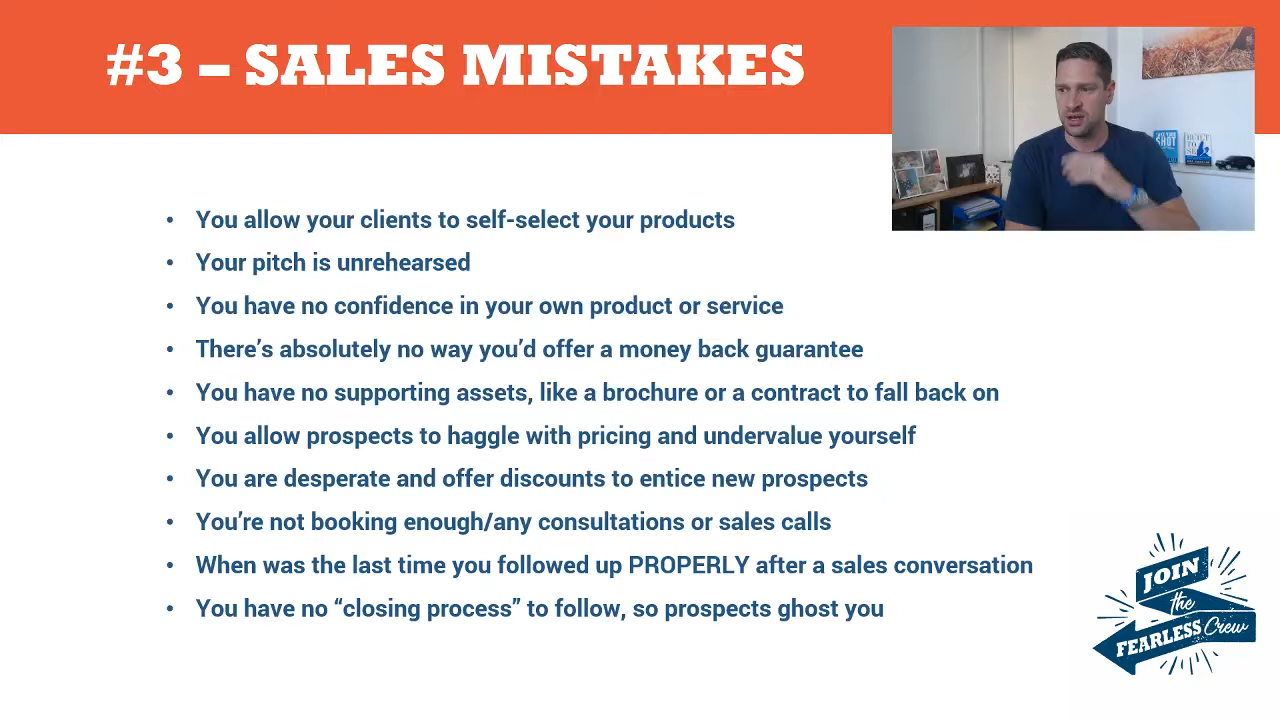 #3 – SALES MISTAKES
• You allow your clients to self-select your products
• Your pitch is unrehearsed
• You have no confidence in your own product or service
• There’s absolutely no way you’d offer a money back guarantee
• You have no supporting assets, like a brochure or a contract to fall back on
• You allow prospects to haggle with pricing and undervalue yourself
• You are desperate and offer discounts to entice new prospects
• You’re not booking enough/any consultations or sales calls
• When was the last time you followed up PROPERLY after a sales conversation
• You have no “closing process” to follow, so prospects ghost you
JOIN
the
FEARLESS Crew
SHOT